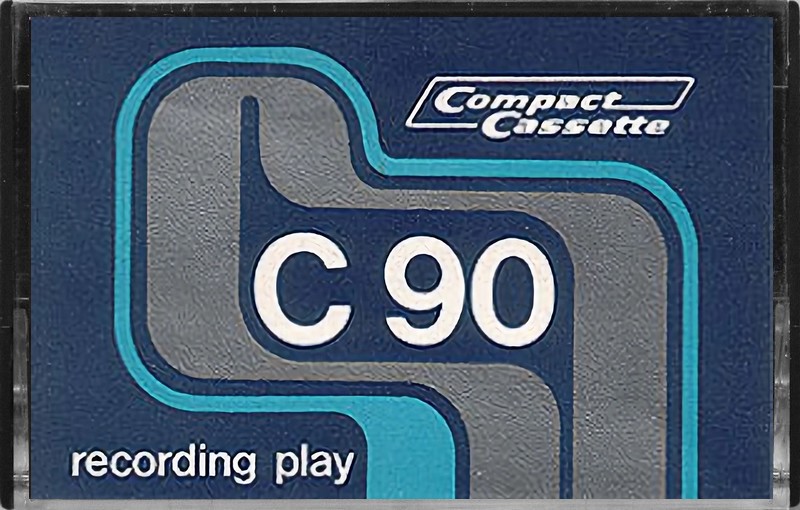 Compact
Cassette
C 90
recording play